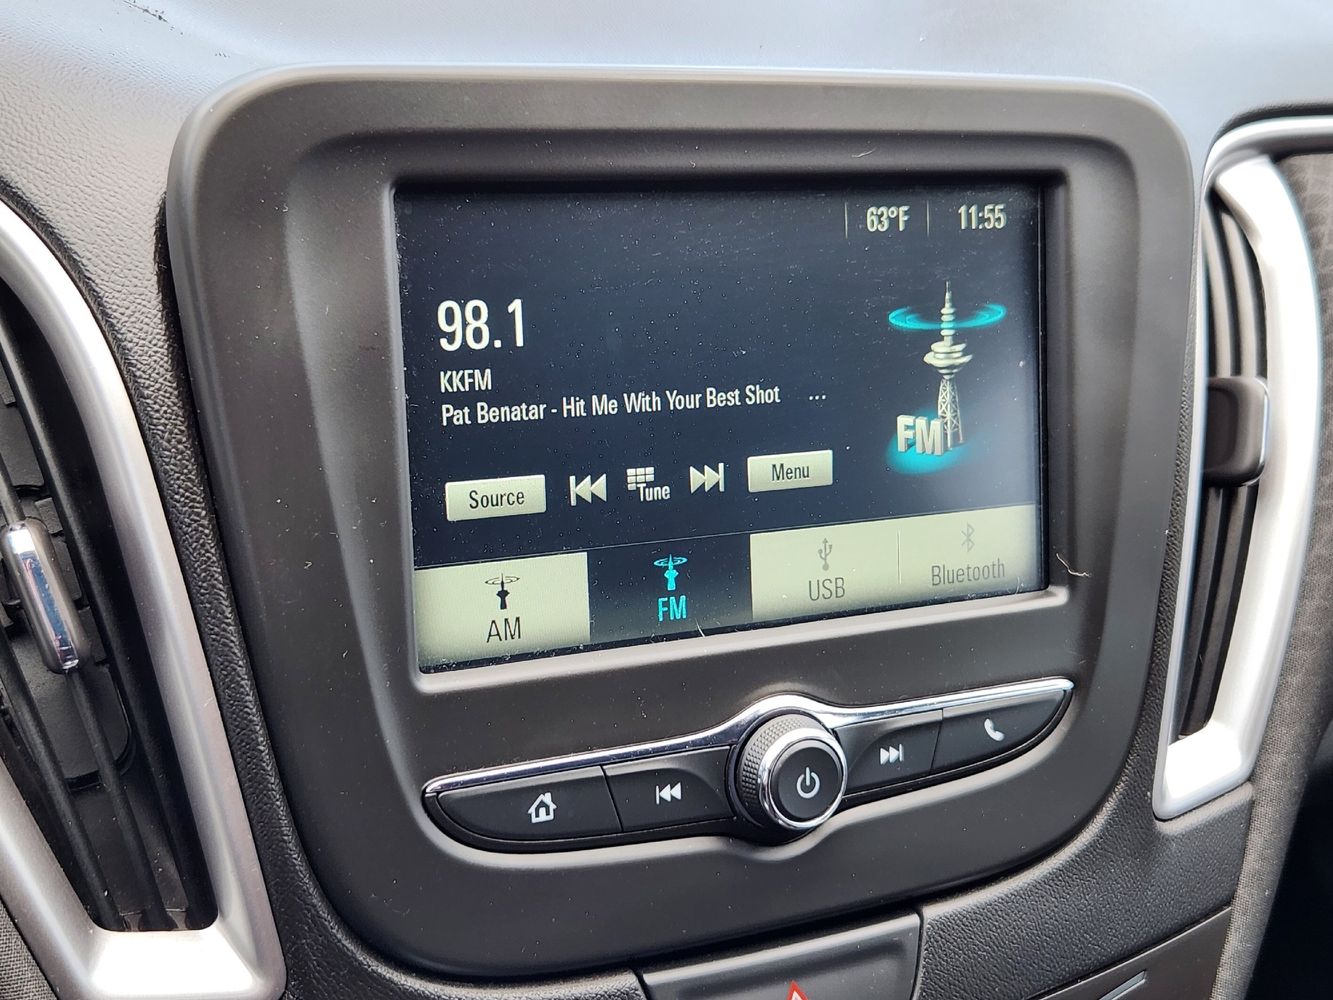 63°F 11:55
98.1
KKFM
Pat Benatar - Hit Me With Your Best Shot ...
FM
Source Tune Menu
AM FM USB Bluetooth